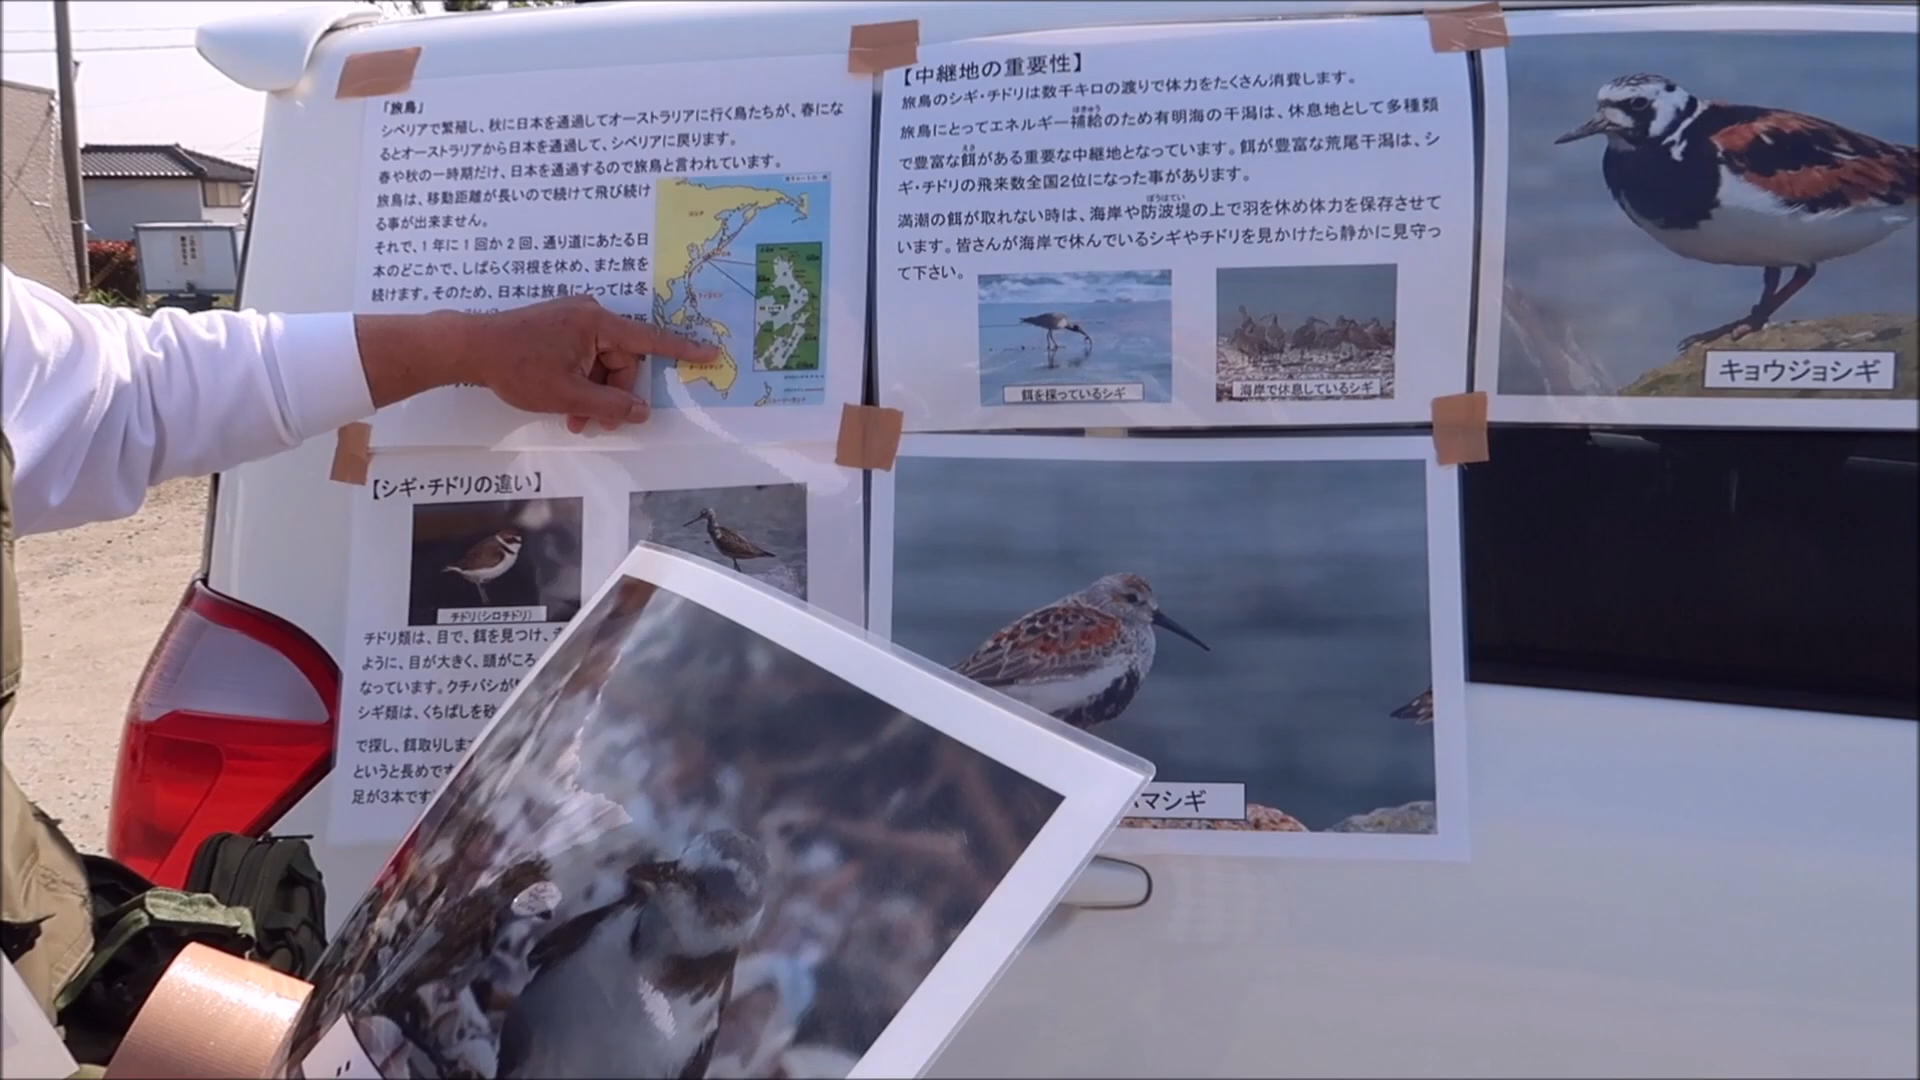 「旅鳥」
シベリアで繁殖し、秋に日本を通過してオーストラリアに行く鳥たちが、春にな
るとオーストラリアから日本を通過して、シベリアに戻ります。
春や秋の一時期だけ、日本を通過するので旅鳥と言われています。
旅鳥は、移動距離が長いので続けて飛び続け
る事が出来ません。
それで、1年に1回か2回、通り道にあたる日
本のどこかで、しばらく羽根を休め、また旅を
続けます。そのため、日本は旅鳥にとっては冬
オーストラリア
【中継地の重要性】
旅鳥のシギ・チドリは数千キロの渡りで体力をたくさん消費します。
旅鳥にとってエネルギー補給のため有明海の干潟は、休息地として多種類
ほきゅう
で豊富な餌がある重要な中継地となっています。餌が豊富な荒尾干潟は、シ
えさ
ギ・チドリの飛来数全国2位になった事があります。
満潮の餌が取れない時は、海岸や防波堤の上で羽を休め体力を保存させて
ぼうはてい
います。皆さんが海岸で休んでいるシギやチドリを見かけたら静かに見守っ
て下さい。
餌を採っているシギ
海岸で休息しているシギ
キョウジョシギ
【シギ・チドリの違い】
チドリ(シロチドリ)
チドリ類は、目で、餌を見つけ、
ように、目が大きく、頭がころ
なっています。クチバシが
シギ類は、くちばしを砂
で探し、餌取りしま
というと長めです
足が3本です
マシギ